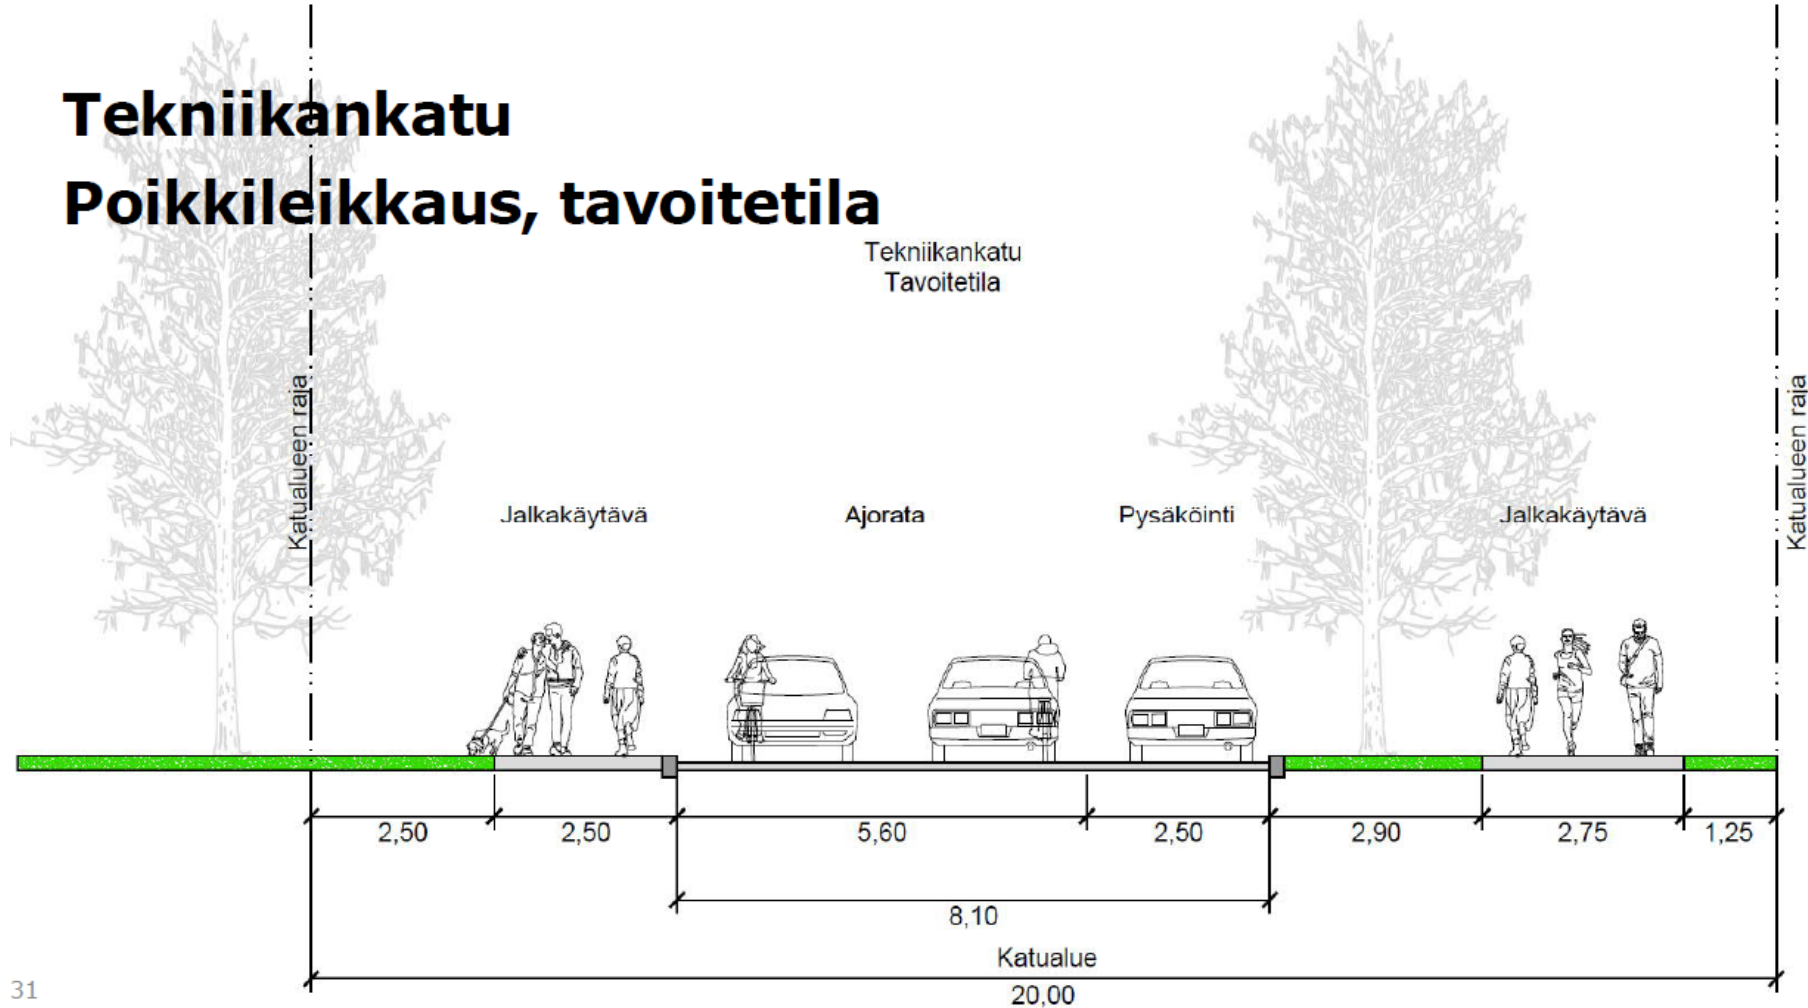 Tekniikankatu
Poikkileikkaus, tavoitetila
Tekniikankatu
Tavoitetila
Katualueen raja
Katualueen raja
Jalkakäytävä
Ajorata
Pysäköinti
Jalkakäytävä
2,50
2,50
5,60
2,50
2,90
2,75
1,25
8,10
Katualue
20,00
31